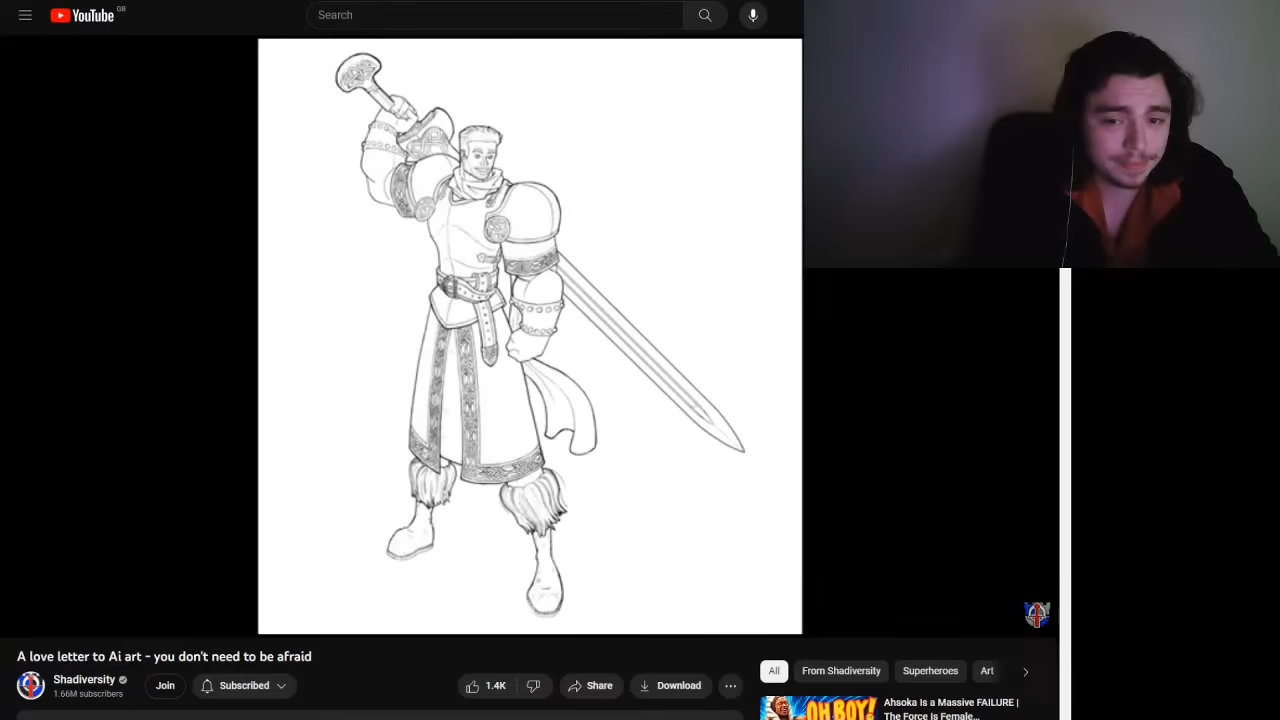 YouTube GB
Search
A love letter to Ai art - you don't need to be afraid
Shadiversity
1.66M subscribers
Join
Subscribed
1.4K
Share
Download
All
From Shadiversity
Superheroes
Art
OH BOY!
Ahsoka Is a Massive FAILURE |
The Force Is Female...